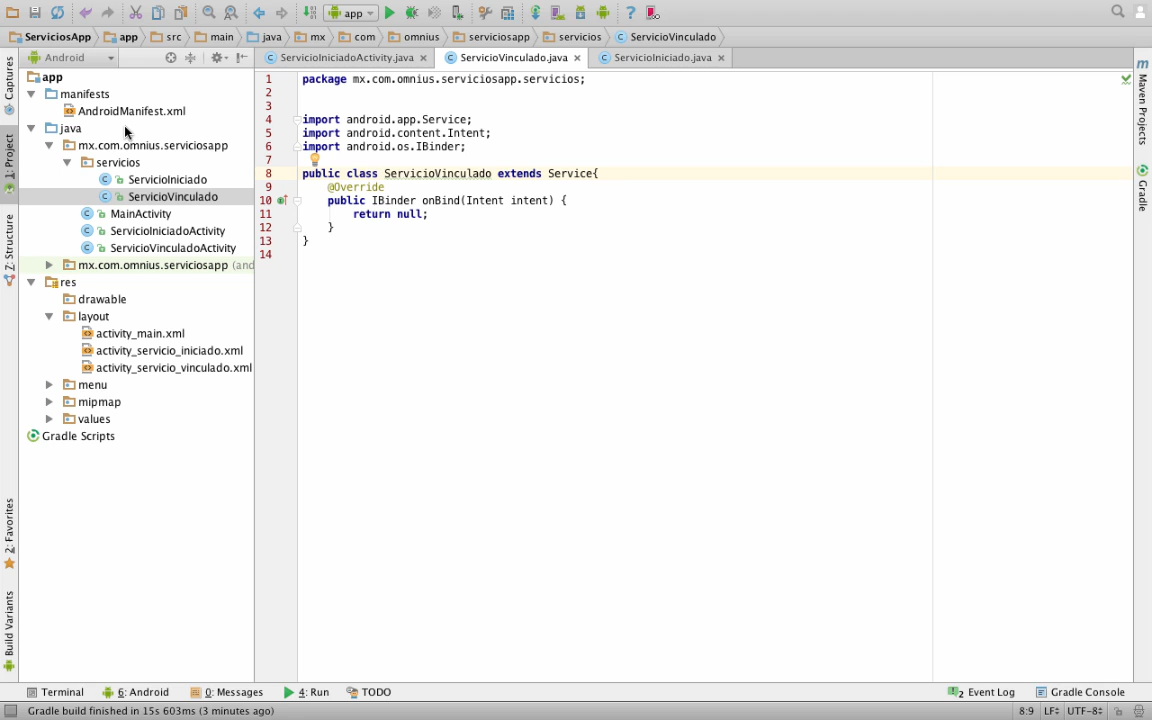 app
ServiciosApp app src main java mx com omnius serviciosapp servicios ServicioVinculado
Android
ServicioIniciadoActivity.java ServicioVinculado.java ServicioIniciado.java
Captures
1: Project
Z: Structure
2: Favorites
Build Variants
app
manifests
AndroidManifest.xml
java
mx.com.omnius.serviciosapp
servicios
ServicioIniciado
ServicioVinculado
MainActivity
ServicioIniciadoActivity
ServicioVinculadoActivity
mx.com.omnius.serviciosapp (and
res
drawable
layout
activity_main.xml
activity_servicio_iniciado.xml
activity_servicio_vinculado.xml
menu
mipmap
values
Gradle Scripts
1 package mx.com.omnius.serviciosapp.servicios;
2
3
4 import android.app.Service;
5 import android.content.Intent;
6 import android.os.IBinder;
7
8 public class ServicioVinculado extends Service{
9 @Override
10 public IBinder onBind(Intent intent) {
11 return null;
12 }
13 }
14
m Maven Projects
Gradle
Terminal 6: Android 0: Messages 4: Run TODO 2 Event Log Gradle Console
Gradle build finished in 15s 603ms (3 minutes ago) 8:9 LF÷ UTF-8÷